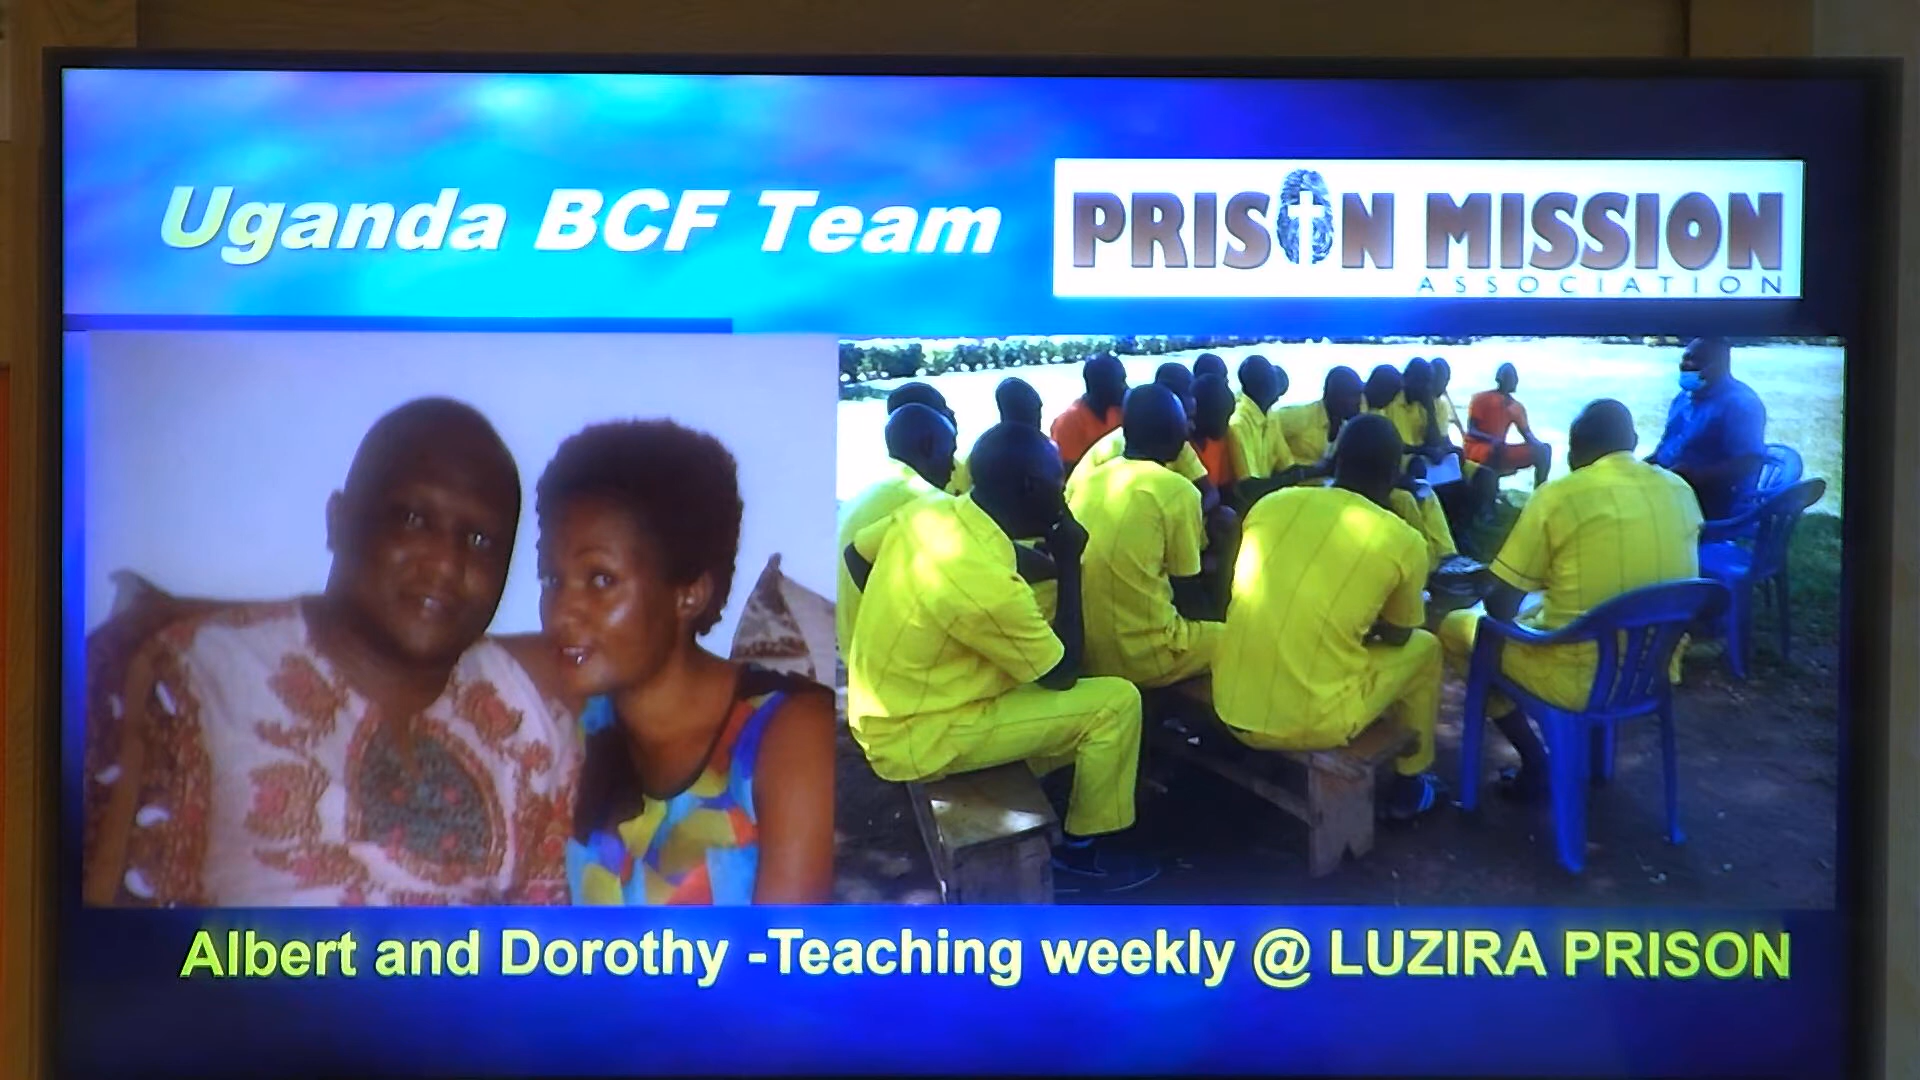 Uganda BCF Team
PRISON MISSION
ASSOCIATION
Albert and Dorothy -Teaching weekly @ LUZIRA PRISON